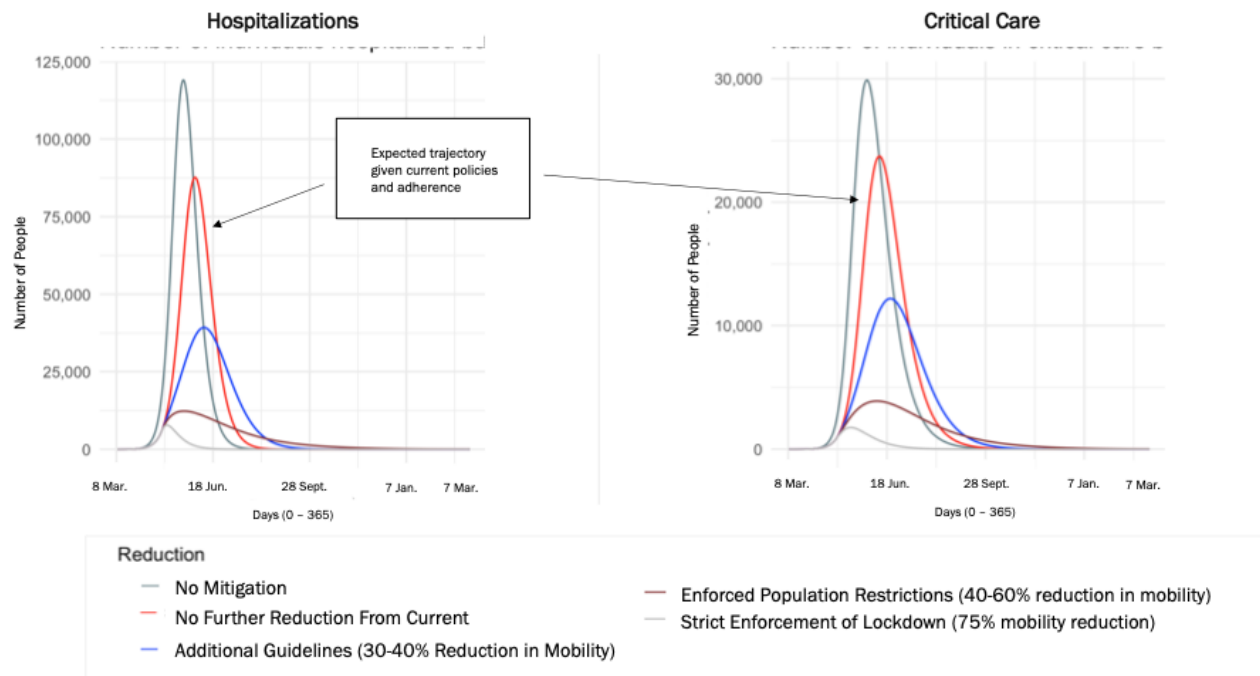 Hospitalizations
125,000
100,000
75,000
50,000
25,000
0
Number of People
8 Mar.
18 Jun.
28 Sept.
7 Jan.
7 Mar.
Days (0 – 365)
Expected trajectory
given current policies
and adherence
Critical Care
30,000
20,000
10,000
0
Number of People
8 Mar.
18 Jun.
28 Sept.
7 Jan.
7 Mar.
Days (0 – 365)
Reduction
No Mitigation
No Further Reduction From Current
Additional Guidelines (30-40% Reduction in Mobility)
Enforced Population Restrictions (40-60% reduction in mobility)
Strict Enforcement of Lockdown (75% mobility reduction)